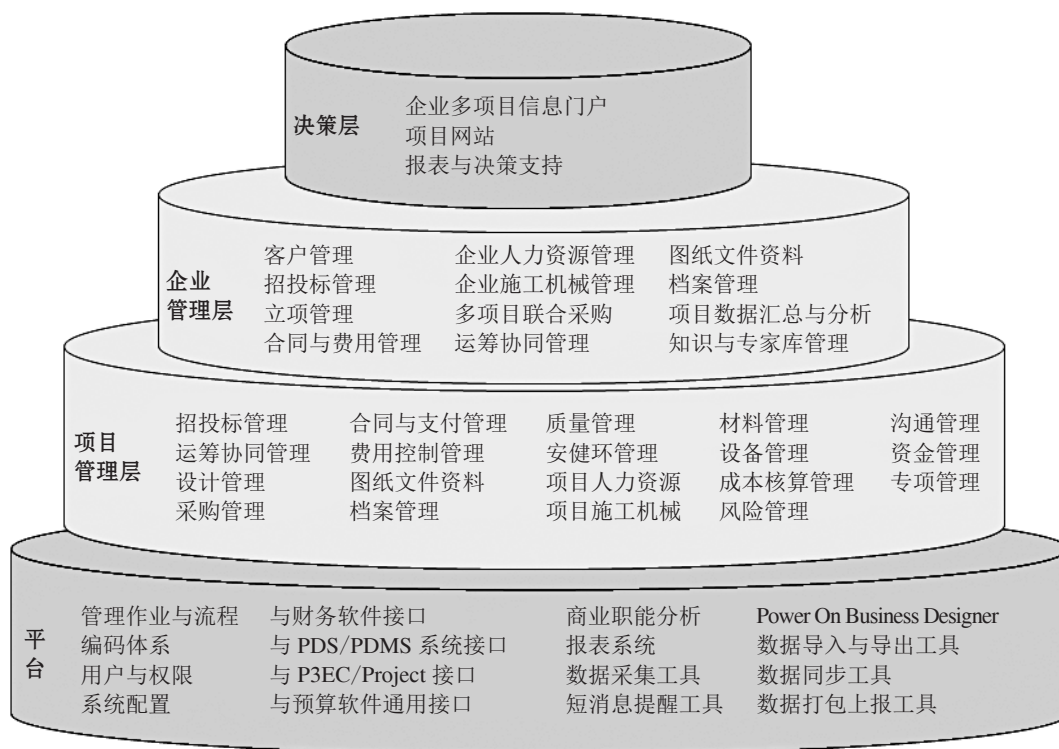 决策层
企业多项目信息门户
项目网站
报表与决策支持
企业
管理层
客户管理 企业人力资源管理 图纸文件资料
招投标管理 企业施工机械管理 档案管理
立项管理 多项目联合采购 项目数据汇总与分析
合同与费用管理 运筹协同管理 知识与专家库管理
项目
管理层
招投标管理 合同与支付管理 质量管理 材料管理 沟通管理
运筹协同管理 费用控制管理 安健环管理 设备管理 资金管理
设计管理 图纸文件资料 项目人力资源 成本核算管理 专项管理
采购管理 档案管理 项目施工机械 风险管理
平
台
管理作业与流程 与财务软件接口 商业职能分析 Power On Business Designer
编码体系 与 PDS/PDMS 系统接口 报表系统 数据导入与导出工具
用户与权限 与 P3EC/Project 接口 数据采集工具 数据同步工具
系统配置 与预算软件通用接口 短消息提醒工具 数据打包上报工具